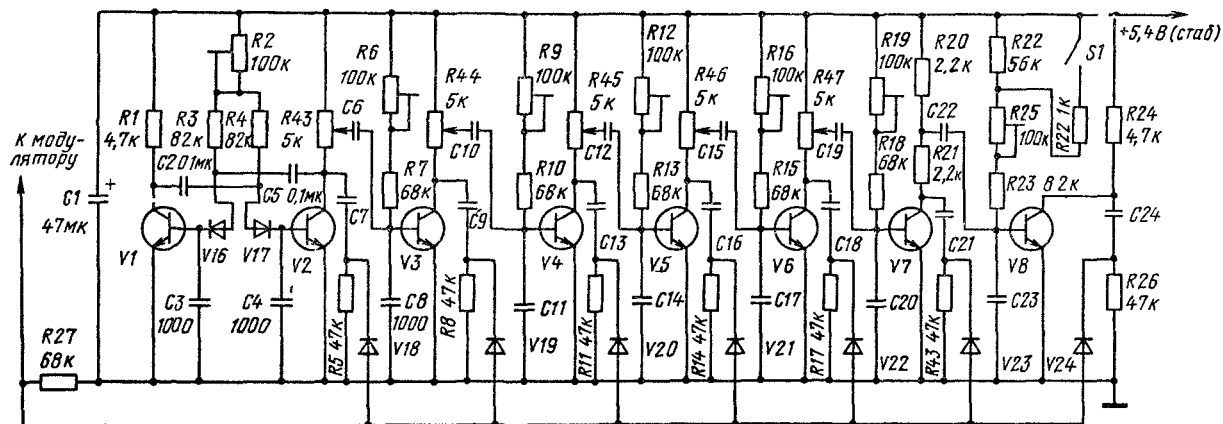 R2
100к
R6
100к
R44
5к
R9
100к
R45
5к
R12
100к
R46
5к
R16
100к
R47
5к
R19
100к
R20
2,2к
R22
56к
S1
+5,4В (стаб)
К моду-
лятору
C1
47мк
+
R1
4,7к
R3
82к
R4
82к
R43
5к
C6
C10
C12
C15
C19
C22
R25
100к
R22 1к
R24
4,7к
C2 0,1мк
C5 0,1мк
C7
R7
68к
C9
R10
68к
C13
R13
68к
C16
R15
68к
C18
R18
68к
R21
2,2к
C21
R23 82к
C24
V1
V16
V17
V2
V3
V4
V5
V6
V7
V8
C3
1000
C4
1000
R5 47к
C8
1000
R8
47к
C11
R11 47к
C14
R14 47к
C17
R17 47к
C20
R43 47к
C23
R26
47к
R27
68к
V18
V19
V20
V21
V22
V23
V24